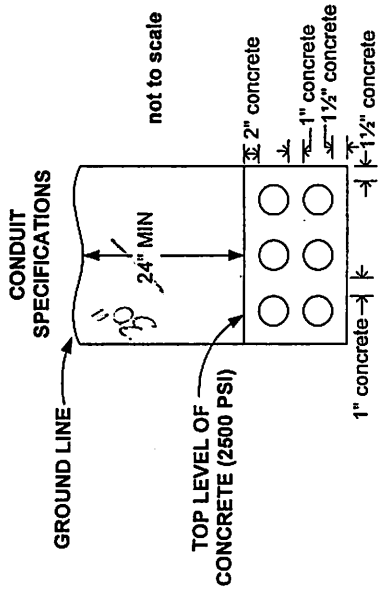 CONDUIT
SPECIFICATIONS
GROUND LINE
not to scale
24" MIN
30"
TOP LEVEL OF
CONCRETE (2500 PSI)
2" concrete
1" concrete
1½" concrete
1½" concrete
1" concrete